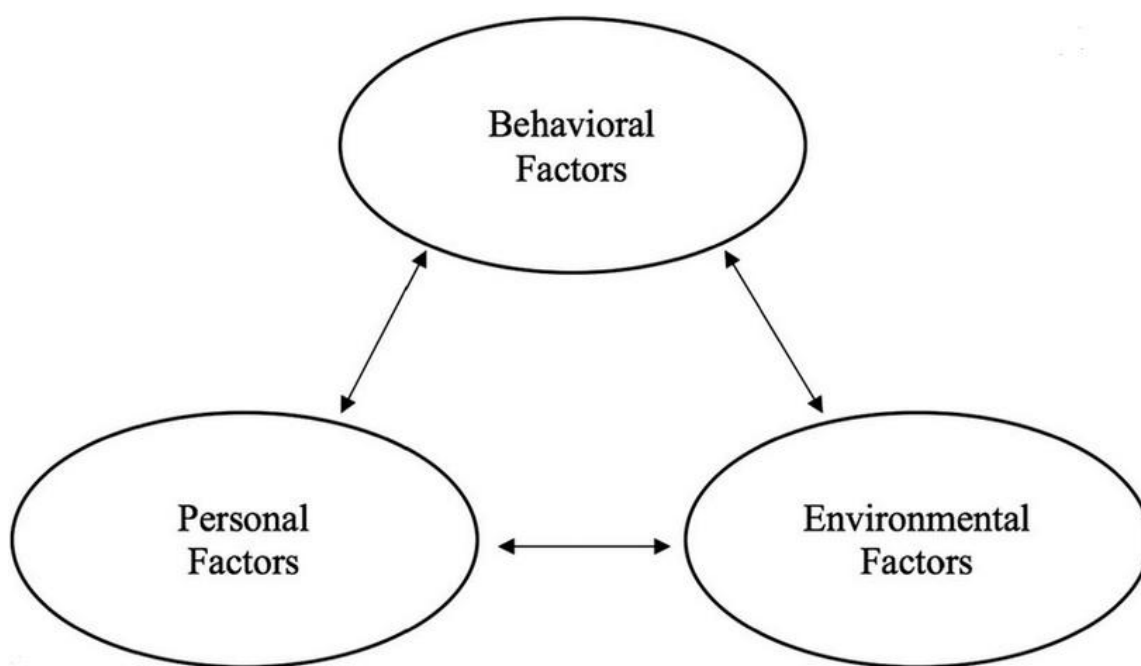 Behavioral
Factors
Personal
Factors
Environmental
Factors